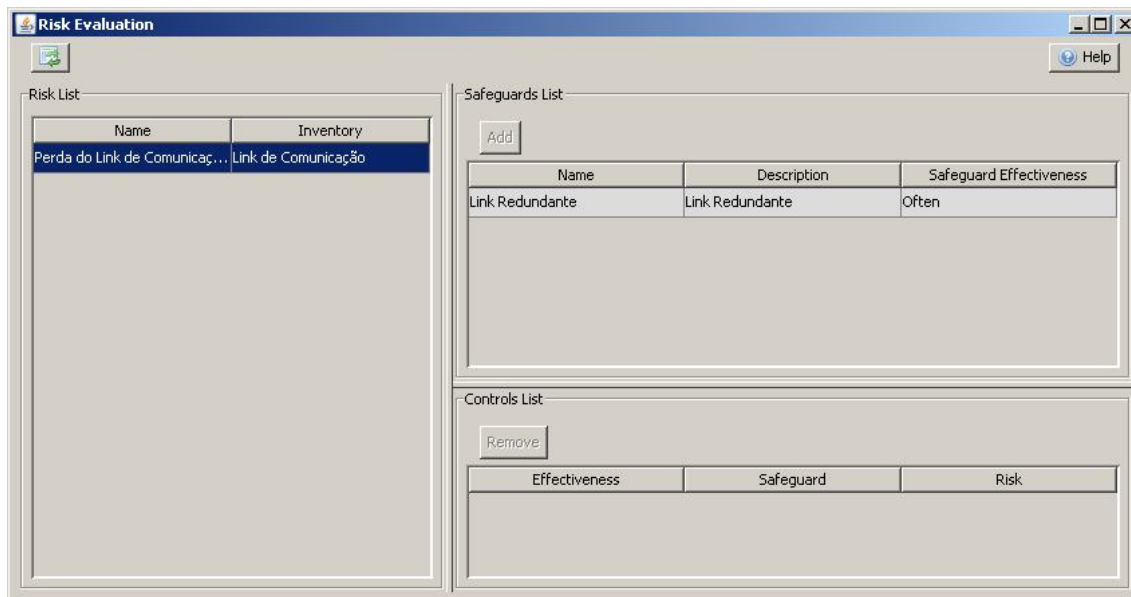 Risk Evaluation
Help
Risk List
Name Inventory
Perda do Link de Comunicaç... Link de Comunicação
Safeguards List
Add
Name Description Safeguard Effectiveness
Link Redundante Link Redundante Often
Controls List
Remove
Effectiveness Safeguard Risk